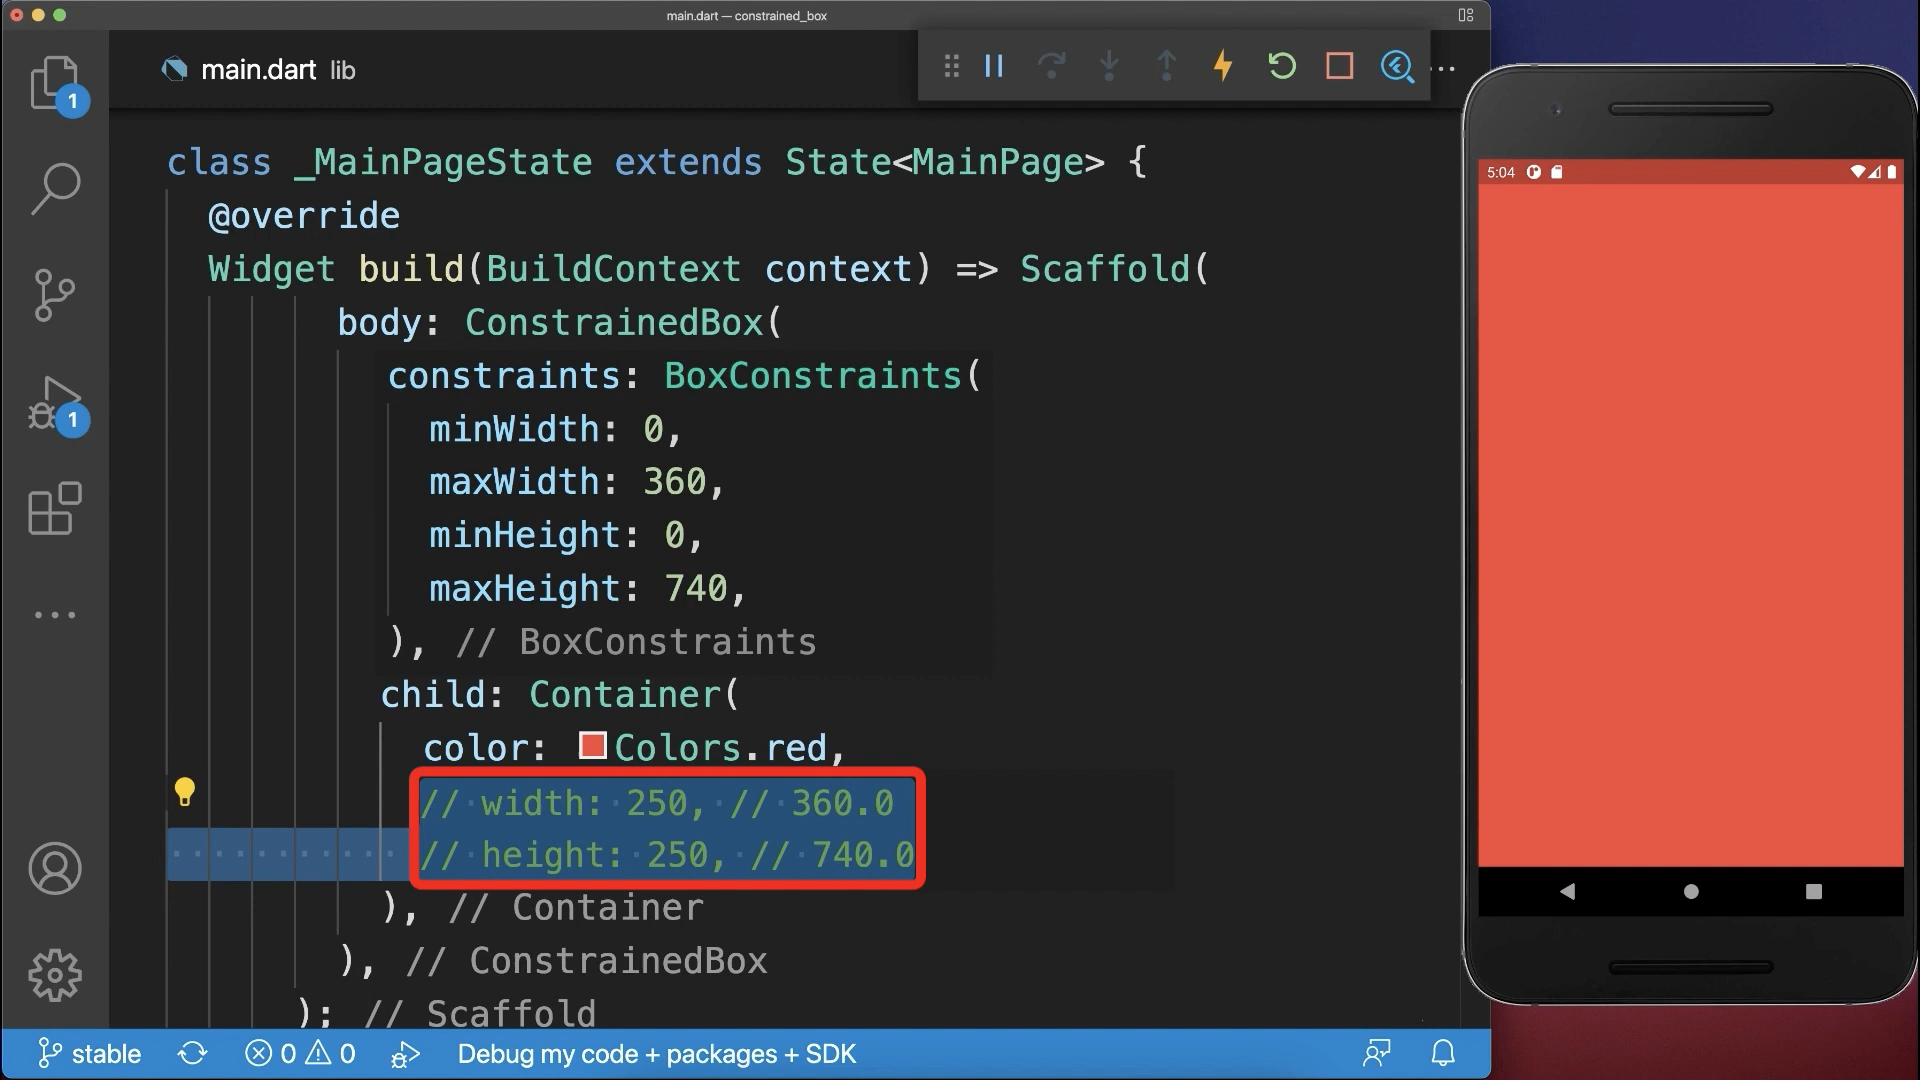 main.dart — constrained_box
main.dart lib
1
class _MainPageState extends State<MainPage> {
@override
Widget build(BuildContext context) => Scaffold(
body: ConstrainedBox(
constraints: BoxConstraints(
minWidth: 0,
maxWidth: 360,
minHeight: 0,
maxHeight: 740,
), // BoxConstraints
child: Container(
color: Colors.red,
// width: 250, // 360.0
// height: 250, // 740.0
), // Container
), // ConstrainedBox
); // Scaffold
1
5:04
stable
0
0
Debug my code + packages + SDK